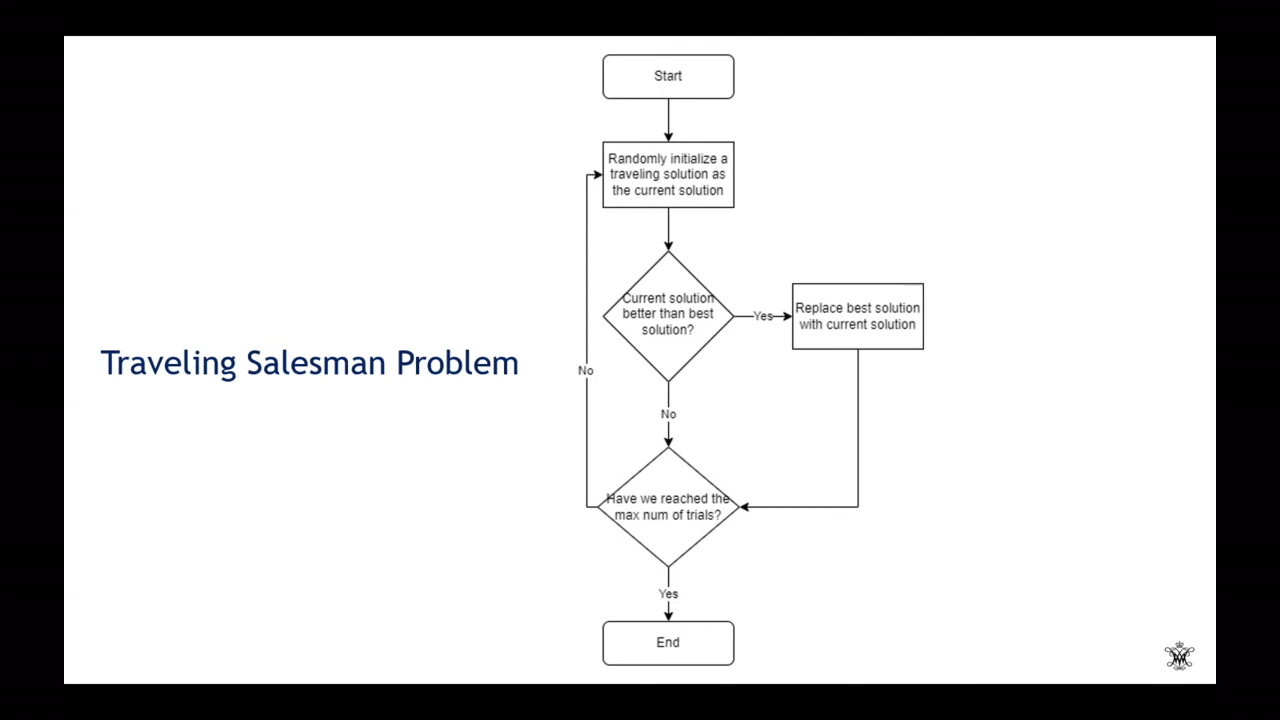 Start
Randomly initialize a
traveling solution as
the current solution
Current solution
better than best
solution?
Yes
Replace best solution
with current solution
Traveling Salesman Problem
No
No
Have we reached the
max num of trials?
Yes
End